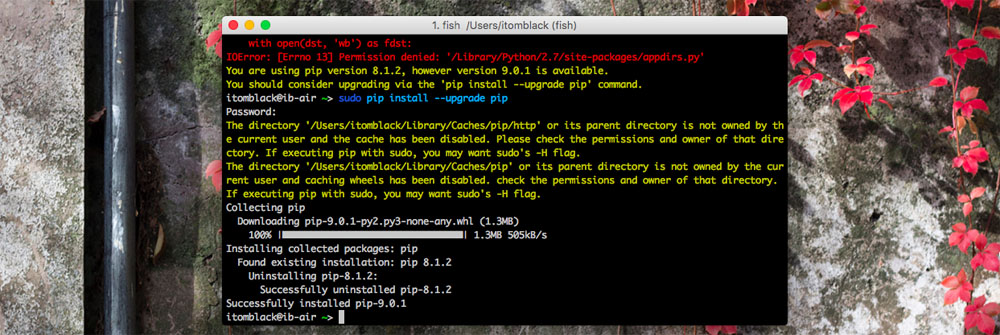 1. fish /Users/itomblack (fish)
with open(dst, 'wb') as fdst:
IOError: [Errno 13] Permission denied: '/Library/Python/2.7/site-packages/appdirs.py'
You are using pip version 8.1.2, however version 9.0.1 is available.
You should consider upgrading via the 'pip install --upgrade pip' command.
itomblack@ib-air ~> sudo pip install --upgrade pip
Password:
The directory '/Users/itomblack/Library/Caches/pip/http' or its parent directory is not owned by th
e current user and the cache has been disabled. Please check the permissions and owner of that dire
ctory. If executing pip with sudo, you may want sudo's -H flag.
The directory '/Users/itomblack/Library/Caches/pip' or its parent directory is not owned by the cur
rent user and caching wheels has been disabled. check the permissions and owner of that directory.
If executing pip with sudo, you may want sudo's -H flag.
Collecting pip
Downloading pip-9.0.1-py2.py3-none-any.whl (1.3MB)
100% |████████████████████████████████| 1.3MB 505kB/s
Installing collected packages: pip
Found existing installation: pip 8.1.2
Uninstalling pip-8.1.2:
Successfully uninstalled pip-8.1.2
Successfully installed pip-9.0.1
itomblack@ib-air ~>